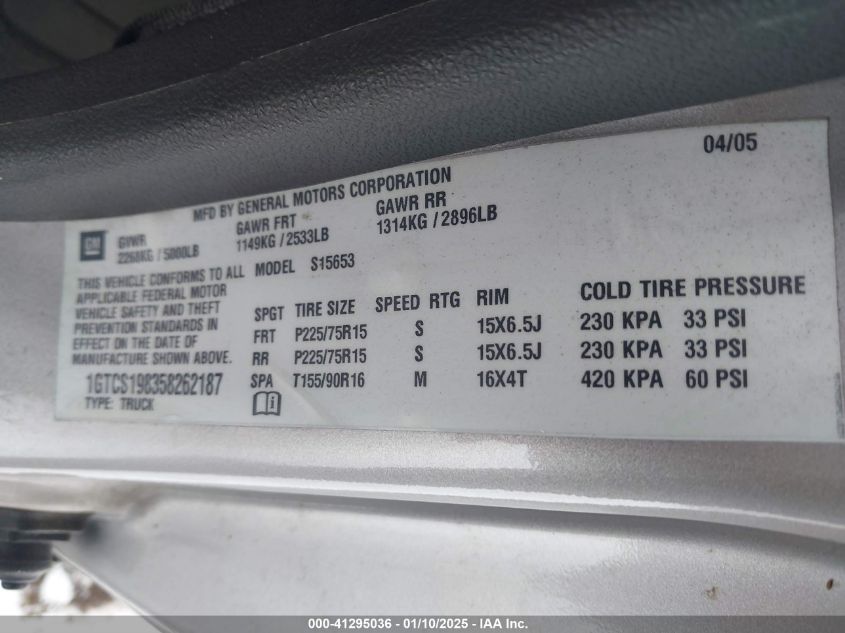 04/05
MFD BY GENERAL MOTORS CORPORATION
GM
GVWR GAWR FRT GAWR RR
2268KG / 5000LB 1149KG / 2533LB 1314KG / 2896LB
THIS VEHICLE CONFORMS TO ALL
APPLICABLE FEDERAL MOTOR
VEHICLE SAFETY AND THEFT
PREVENTION STANDARDS IN
EFFECT ON THE DATE OF
MANUFACTURE SHOWN ABOVE.
1GTCS198358262187
TYPE: TRUCK
MODEL S15653
SPGT TIRE SIZE SPEED RTG RIM COLD TIRE PRESSURE
FRT P225/75R15 S 15X6.5J 230 KPA 33 PSI
RR P225/75R15 S 15X6.5J 230 KPA 33 PSI
SPA T155/90R16 M 16X4T 420 KPA 60 PSI
000-41295036 - 01/10/2025 - IAA Inc.